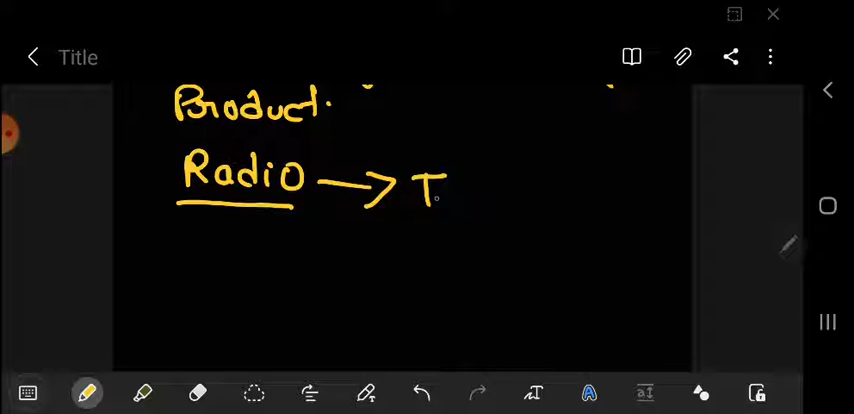 Title
Product.
Radio → T